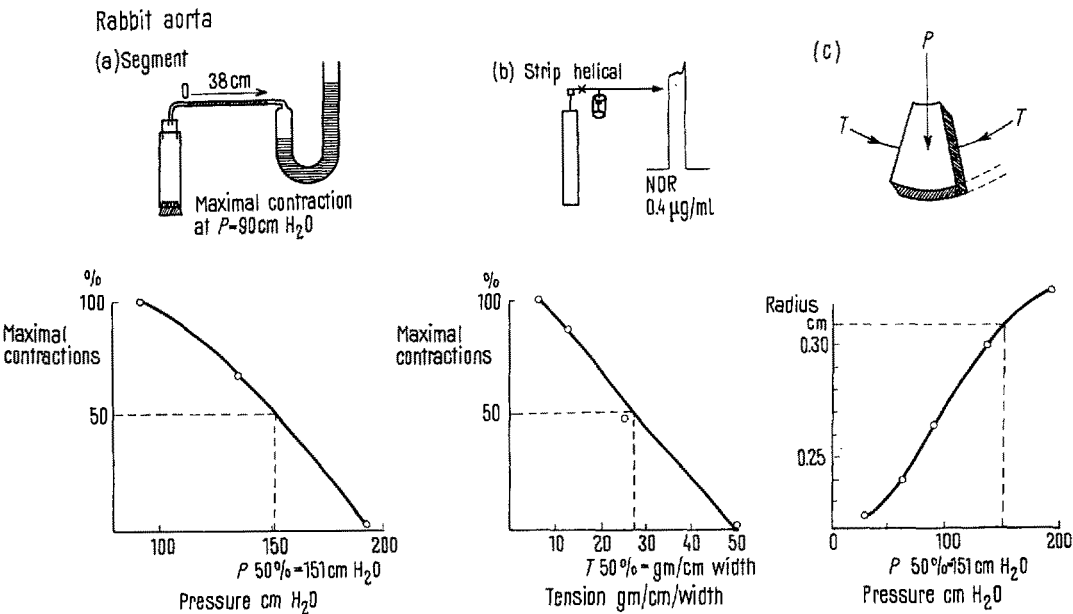 Rabbit aorta
(a) Segment
38 cm
Maximal contraction
at P=90cm H₂O
(b) Strip helical
NOR
0.4 μg/ml
(c)
P
T
T
%
100
Maximal
contractions
50
100
150
200
P 50%=151 cm H₂O
Pressure cm H₂O
%
100
Maximal
contractions
50
10
20
30
40
50
T 50%=gm/cm width
Tension gm/cm/width
Radius
cm
0.30
0.25
0
100
200
P 50%=151 cm H₂O
Pressure cm H₂O